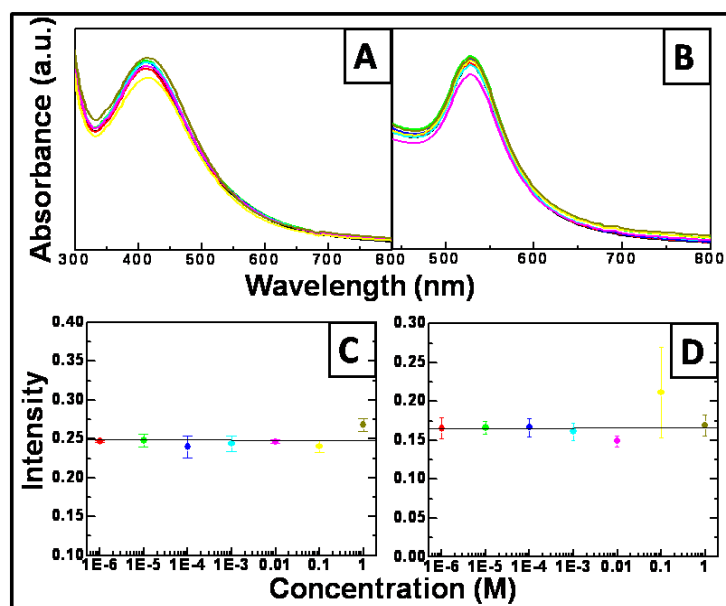 A
B
Absorbance (a.u.)
300 400 500 600 700 800
500 600 700 800
Wavelength (nm)
C
D
Intensity
0.40
0.35
0.30
0.25
0.20
0.15
0.10
0.30
0.25
0.20
0.15
0.10
0.05
0.00
1E-6 1E-5 1E-4 1E-3 0.01 0.1 1
1E-6 1E-5 1E-4 1E-3 0.01 0.1 1
Concentration (M)